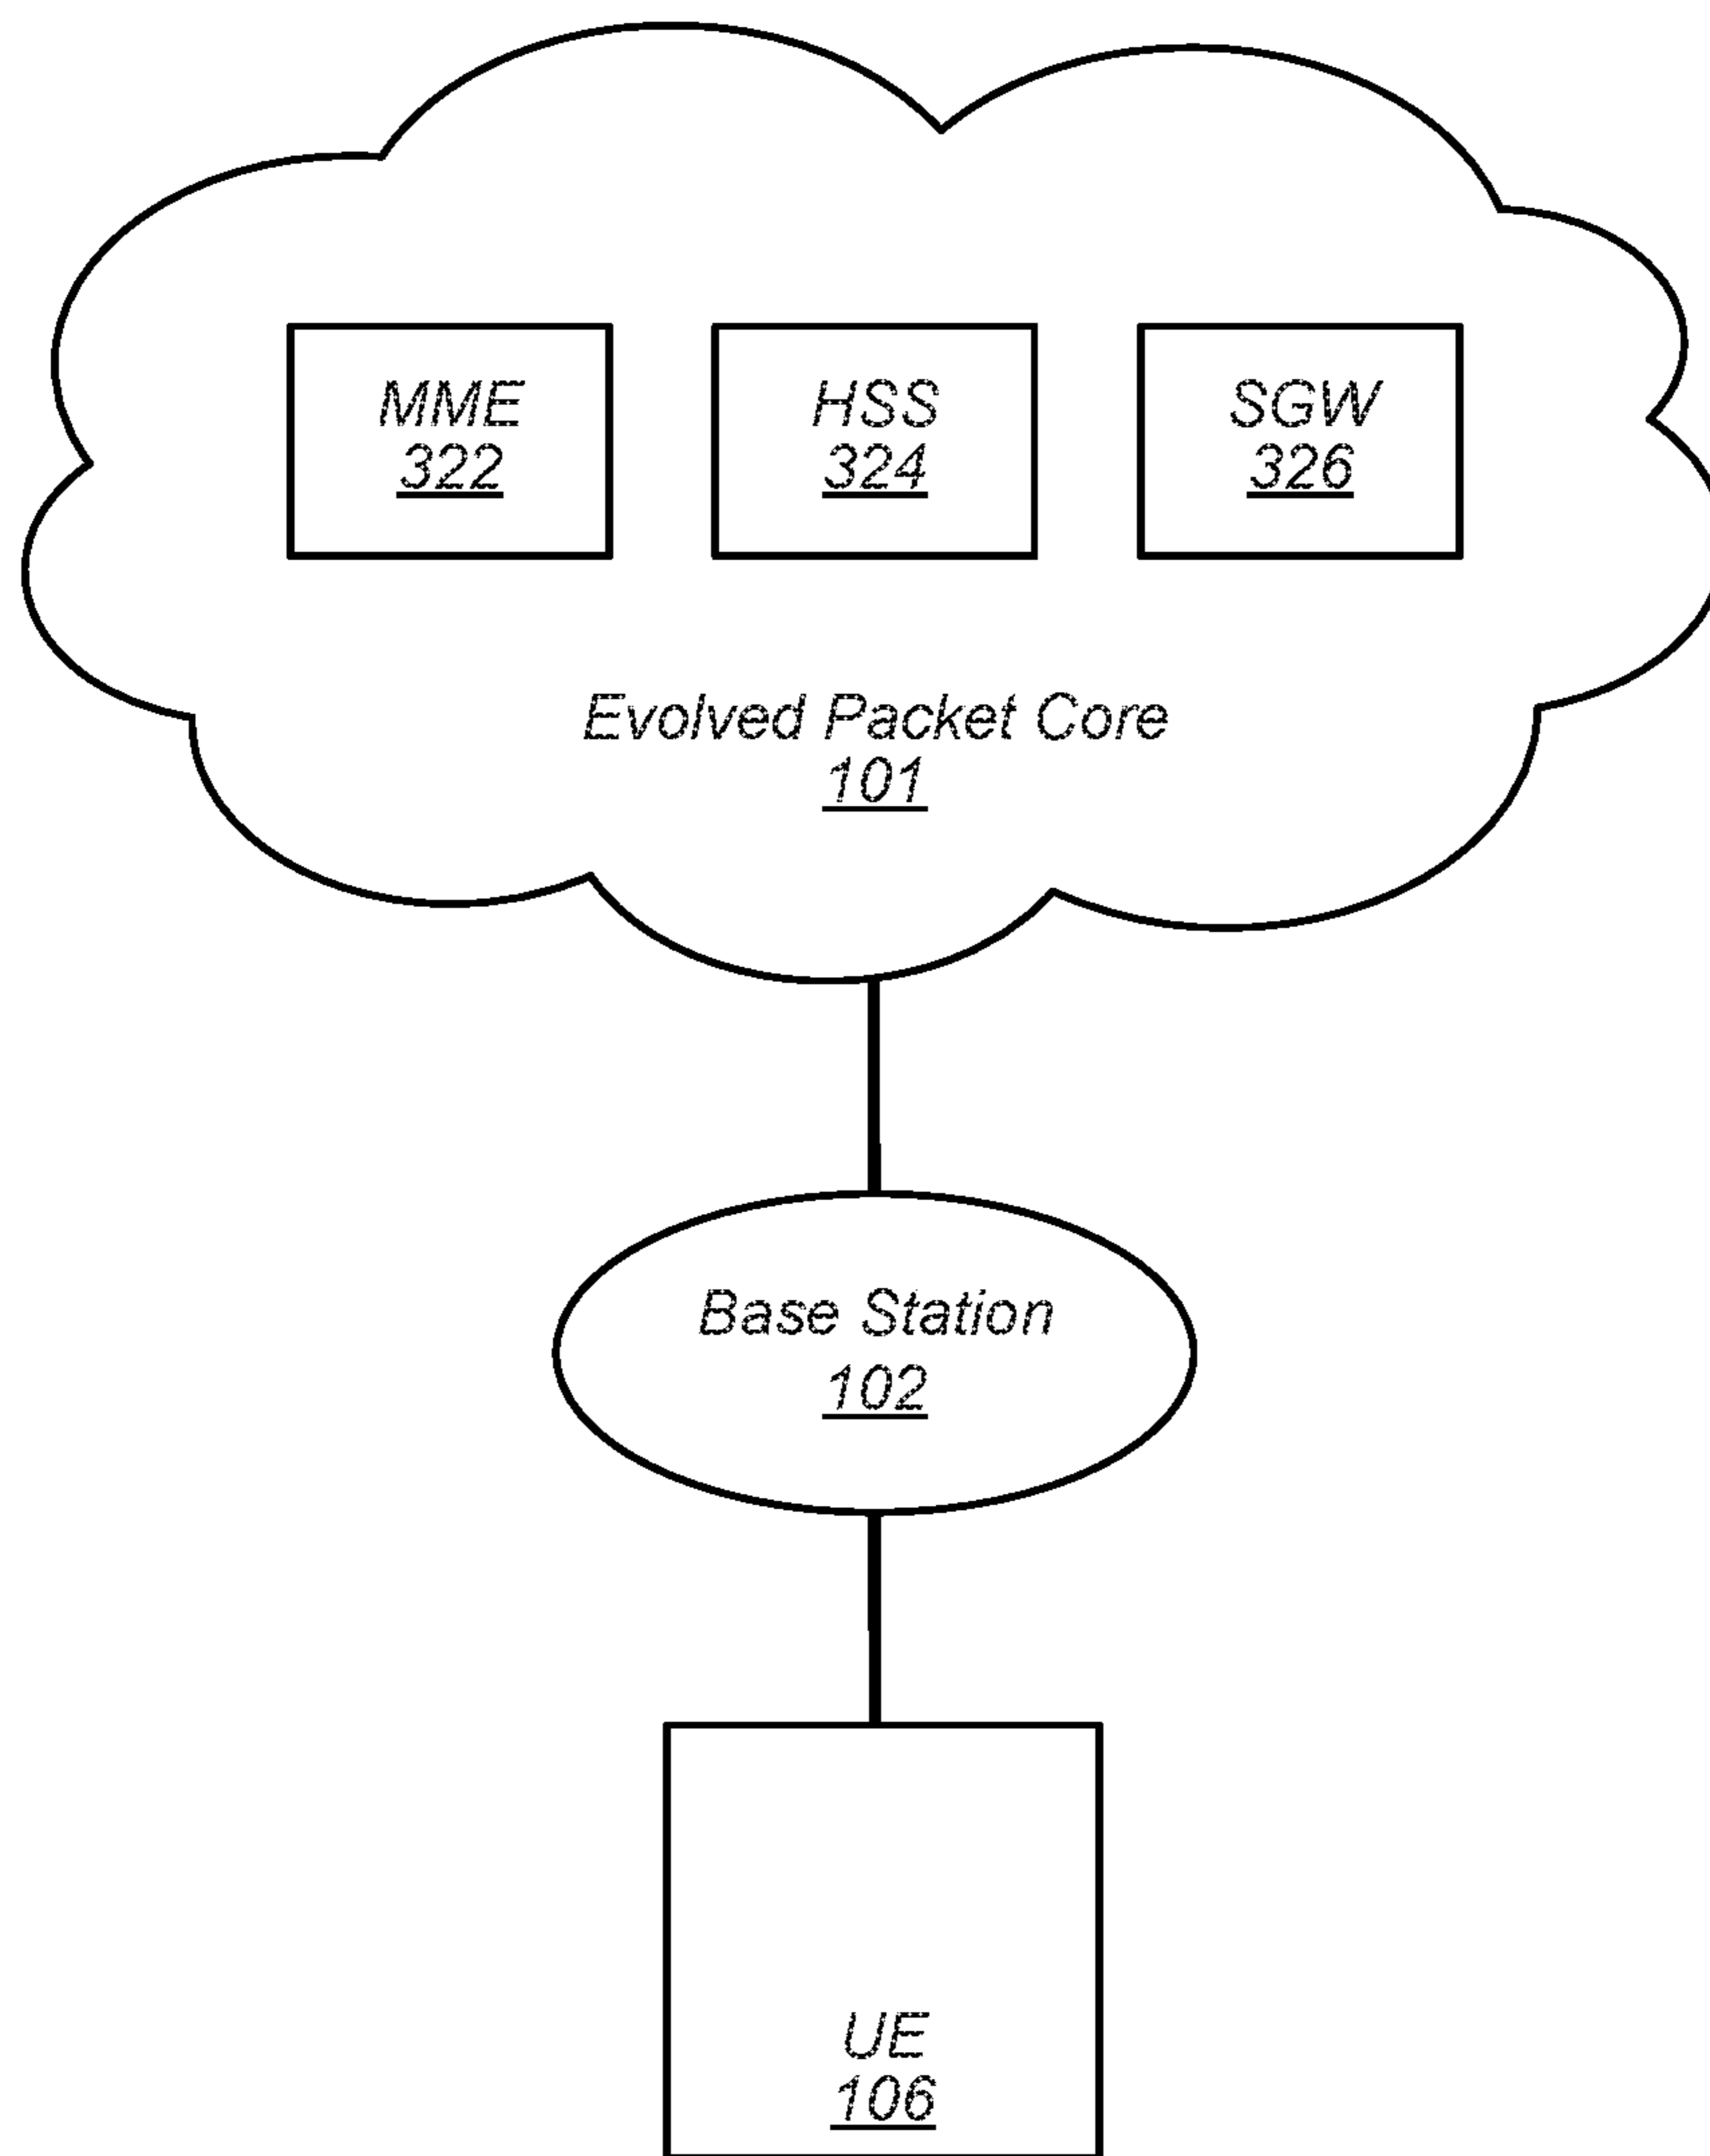 MME
322
HSS
324
SGW
326
Evolved Packet Core
101
Base Station
102
UE
106